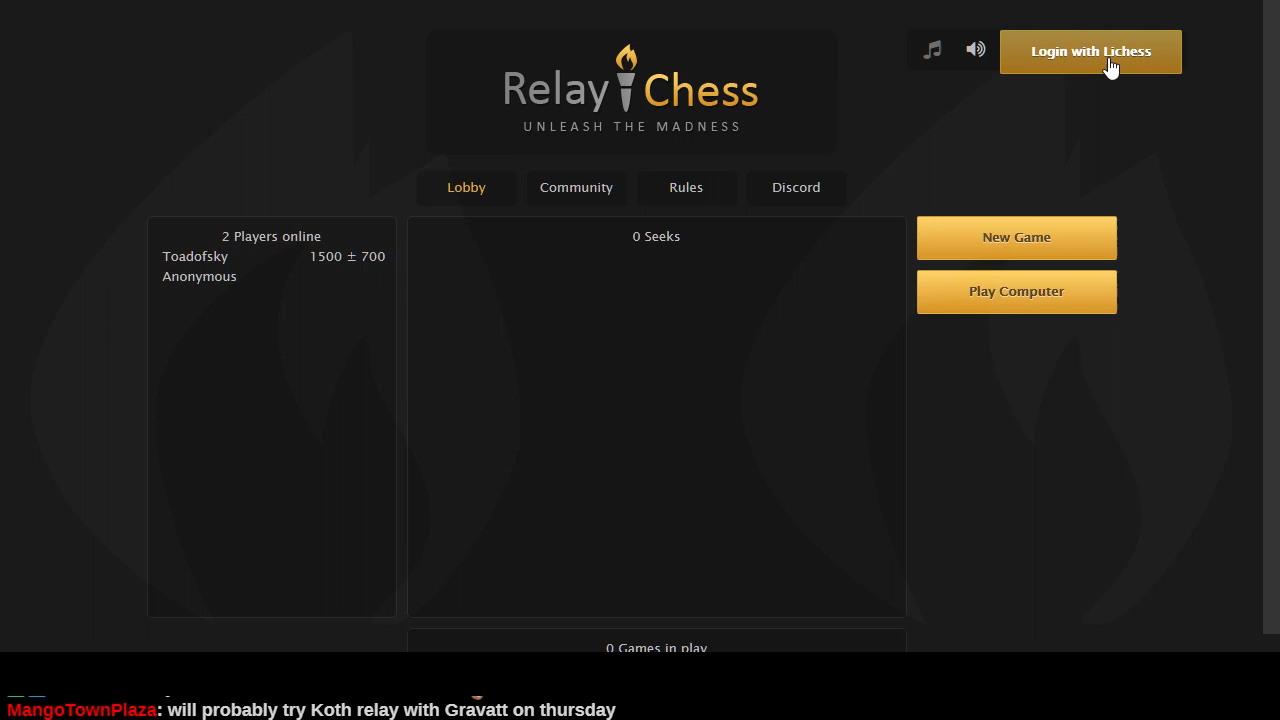 Relay Chess
UNLEASH THE MADNESS
Login with Lichess
Lobby
Community
Rules
Discord
2 Players online
Toadofsky 1500 ± 700
Anonymous
0 Seeks
New Game
Play Computer
0 Games in play
MangoTownPlaza: will probably try Koth relay with Gravatt on thursday